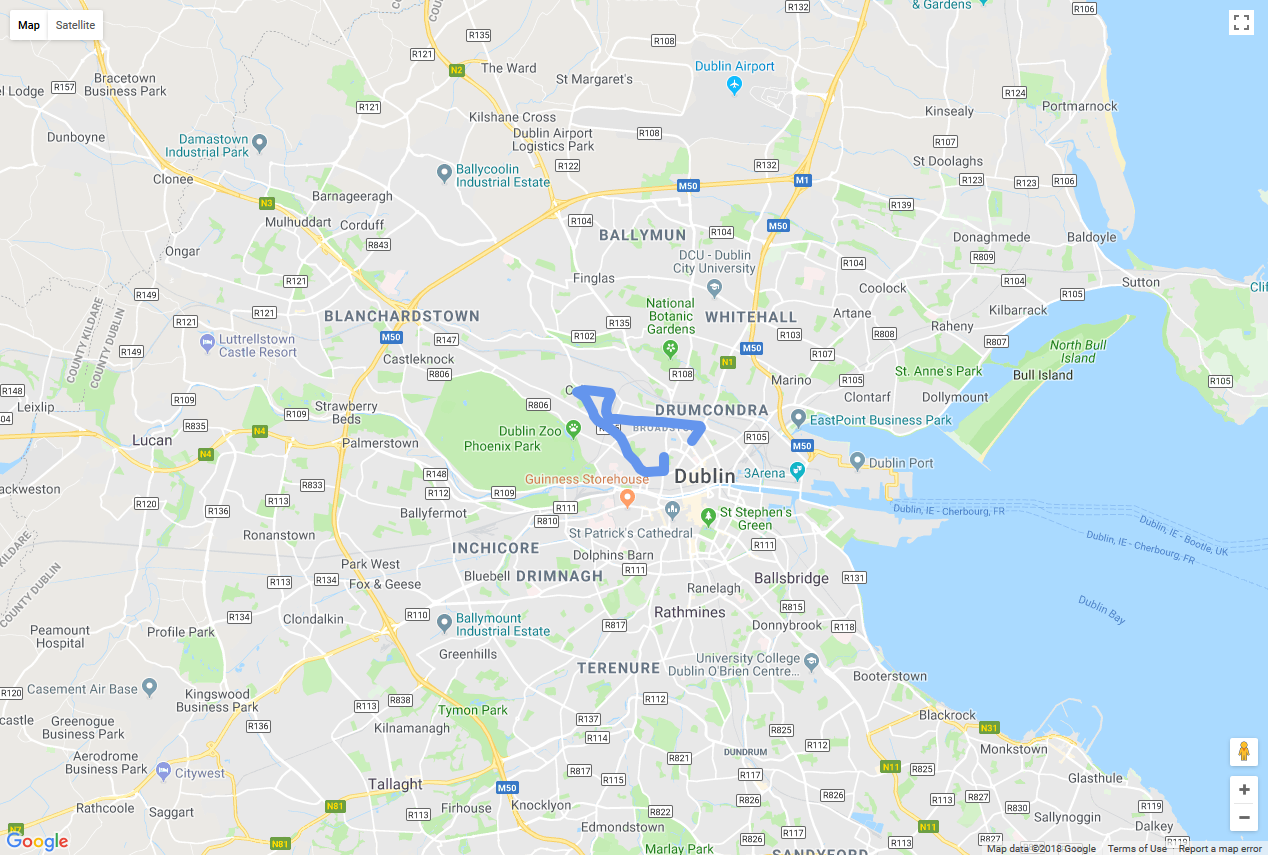 Map
Satellite
R132
& Gardens
R106
R135
R108
R121
N2
The Ward
St Margaret's
Dublin Airport
Bracetown
Business Park
R157
el Lodge
R121
R124
Portmarnock
Kinsealy
Dunboyne
Damastown
Industrial Park
Kilshane Cross
Dublin Airport
Logistics Park
R108
R107
St Doolaghs
Clonee
Ballycoolin
Industrial Estate
R122
R132
M50
M1
R123
R123
R106
Barnageeragh
N3
Mulhuddart
Corduff
R843
R104
BALLYMUN
R104
M50
R139
Donaghmede
Baldoyle
Ongar
DCU - Dublin
City University
R104
R809
Sutton
Finglas
Coolock
R104
R105
Clif
R121
R149
COUNTY KILDARE
COUNTY DUBLIN
National
Botanic
Gardens
WHITEHALL
Artane
Kilbarrack
R121
R121
BLANCHARDSTOWN
R135
R102
R103
R808
Raheny
R807
M50
R147
Luttrellstown
Castle Resort
R149
Castleknock
R806
M50
N1
R107
R108
Marino
R105
St. Anne's Park
North Bull
Island
Bull Island
R105
R148
Leixlip
R109
Strawberry
Beds
R109
R806
C
Clontarf
Dollymount
R835
N4
N4
Lucan
Palmerstown
Dublin Zoo
Phoenix Park
DRUMCONDRA
R105
EastPoint Business Park
M50
ackweston
R148
R112
R109
R833
R120
R136
Guinness Storehouse
Dublin
3Arena
Dublin Port
Ballyfermot
R111
R810
St Patrick's Cathedral
St Stephen's
Green
Dublin, IE - Cherbourg, FR
Dublin, IE - Bootle, UK
Dublin, IE - Cherbourg, FR
Ronanstown
KILDARE
COUNTY DUBLIN
INCHICORE
Dolphins Barn
R111
R111
Park West
Fox & Geese
R113
R134
Bluebell
DRIMNAGH
Ballsbridge
R131
Ranelagh
Dublin Bay
R134
Clondalkin
R110
Rathmines
R815
Donnybrook
R118
Peamount
Hospital
Profile Park
Ballymount
Industrial Estate
R817
Greenhills
TERENURE
University College
Dublin O'Brien Centre...
Booterstown
R120
Casement Air Base
Kingswood
Business Park
R113
R838
R112
castle
Greenogue
Business Park
R136
Tymon Park
Kilnamanagh
R137
R114
R825
R112
Blackrock
N31
Monkstown
Aerodrome
Business Park
Citywest
R817
R115
R821
DUNDRUM
R117
N11
R825
Glasthule
Tallaght
M50
R826
R826
R113
R827
R830
R119
Rathcoole
Saggart
N81
R113
Firhouse
Knocklyon
R822
Edmondstown
R117
N11
Sallynoggin
Dalkey
N7
N81
Marlay Park
R826
R113
R827
SANDYFORD
Google
Map data ©2018 Google
Terms of Use
Report a map error